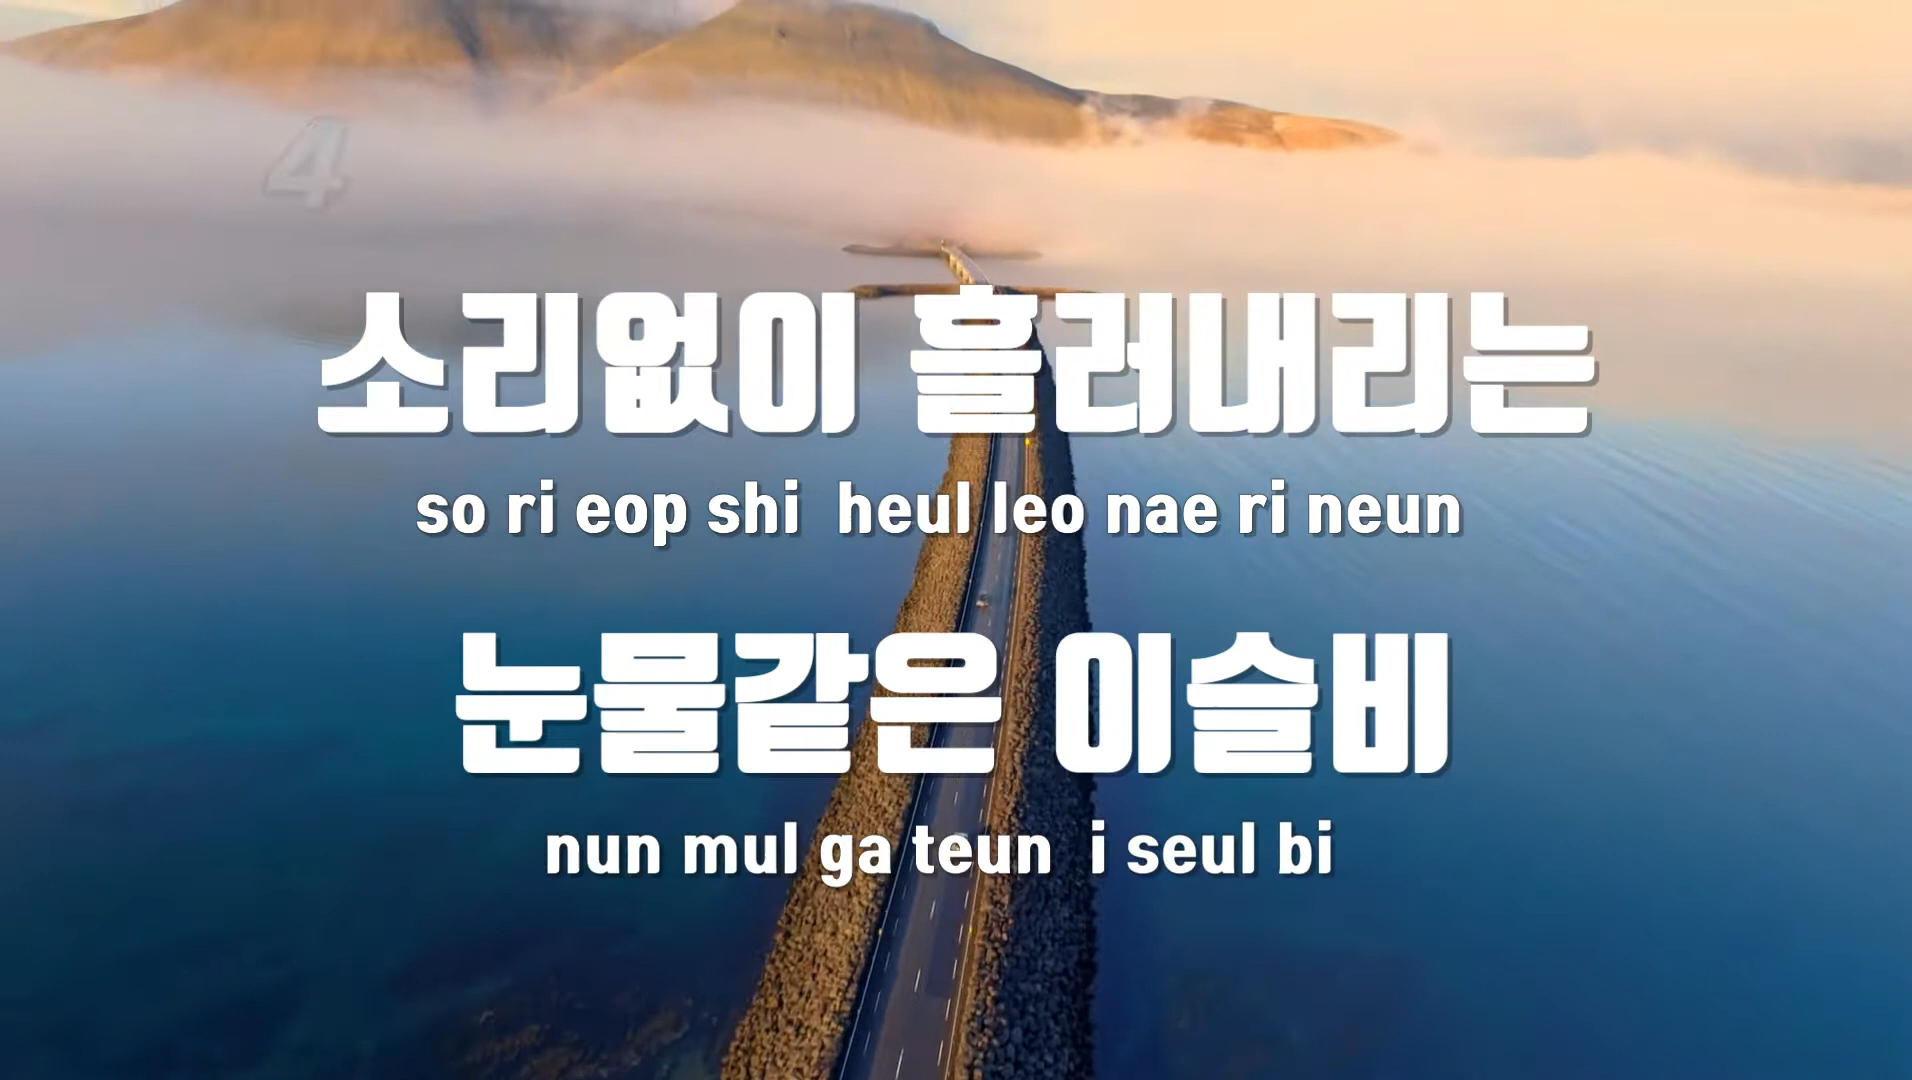 4
소리없이 흘러내리는
so ri eop shi heul leo nae ri neun
눈물같은 이슬비
nun mul ga teun i seul bi